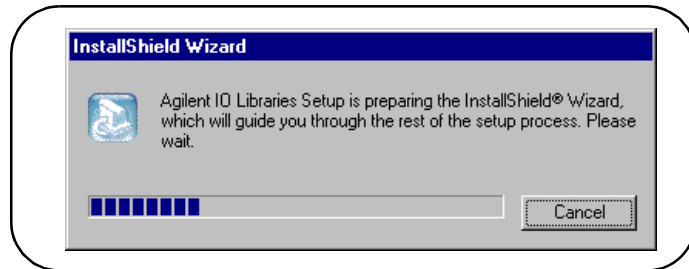 InstallShield Wizard
Agilent IO Libraries Setup is preparing the InstallShield® Wizard,
which will guide you through the rest of the setup process. Please
wait.
Cancel